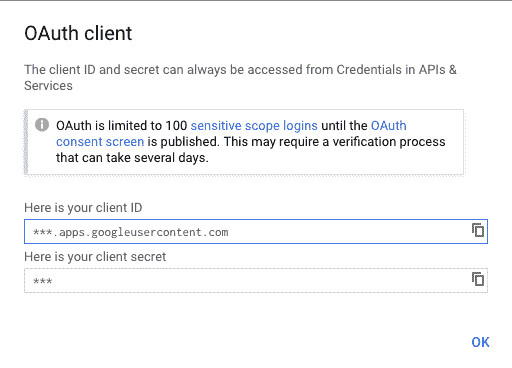 OAuth client
The client ID and secret can always be accessed from Credentials in APIs &
Services
OAuth is limited to 100 sensitive scope logins until the OAuth
consent screen is published. This may require a verification process
that can take several days.
Here is your client ID
***.apps.googleusercontent.com
Here is your client secret
***
OK